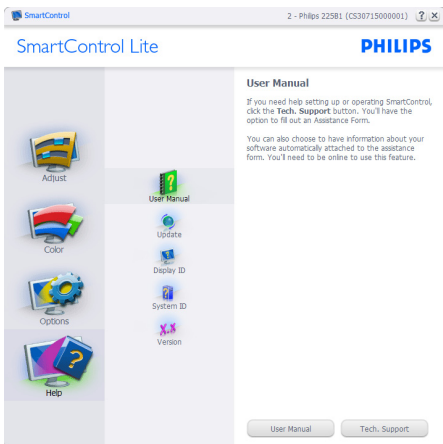 SmartControl
2 - Philips 225B1 (CS30715000001)
SmartControl Lite
PHILIPS
Adjust
Color
Options
Help
User Manual
Update
Display ID
System ID
Version
User Manual
If you need help setting up or operating SmartControl,
click the Tech. Support button. You'll have the
option to fill out an Assistance Form.
You can also choose to have information about your
software automatically attached to the assistance
form. You'll need to be online to use this feature.
User Manual
Tech. Support